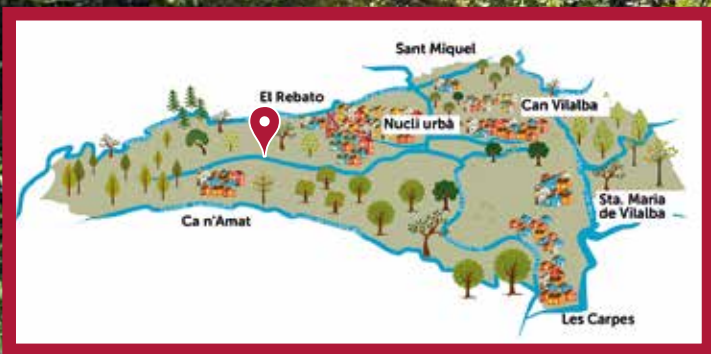 Sant Miquel
El Rebato
Can Vilalba
Nucli urbà
Sta. Maria
de Vilalba
Ca n'Amat
Les Carpes